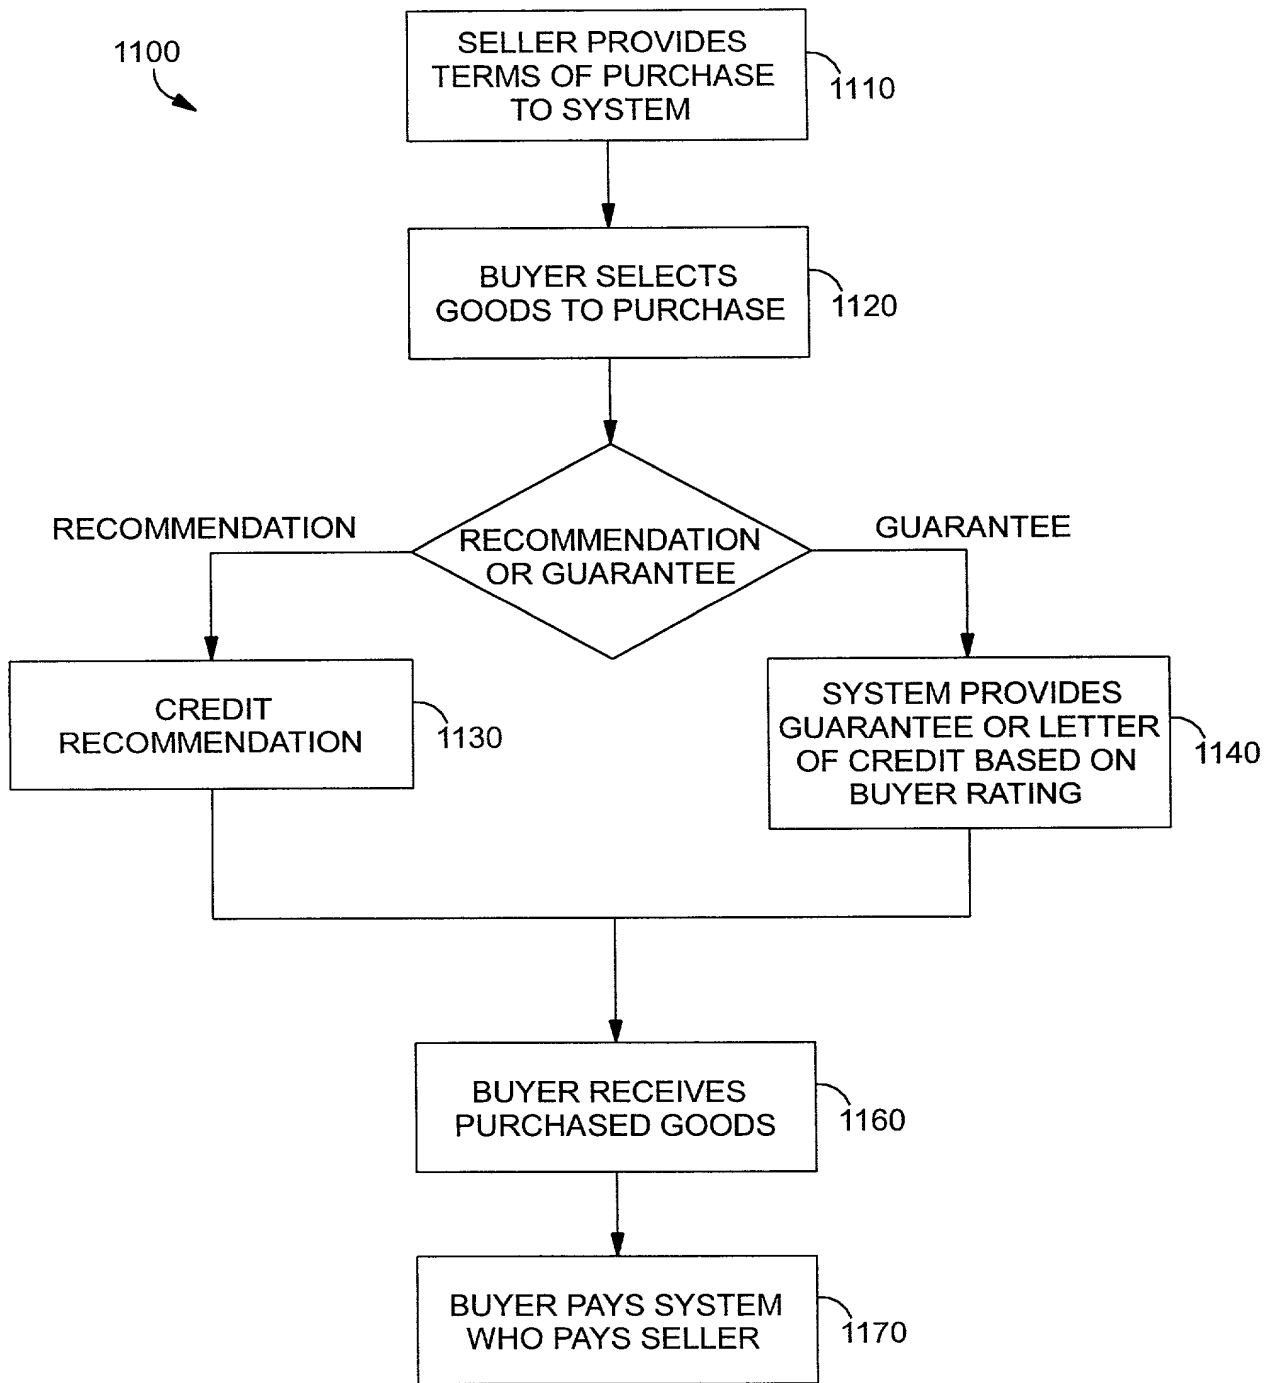 1100
SELLER PROVIDES
TERMS OF PURCHASE
TO SYSTEM
1110
BUYER SELECTS
GOODS TO PURCHASE
1120
RECOMMENDATION
RECOMMENDATION
OR GUARANTEE
GUARANTEE
CREDIT
RECOMMENDATION
1130
SYSTEM PROVIDES
GUARANTEE OR LETTER
OF CREDIT BASED ON
BUYER RATING
1140
BUYER RECEIVES
PURCHASED GOODS
1160
BUYER PAYS SYSTEM
WHO PAYS SELLER
1170